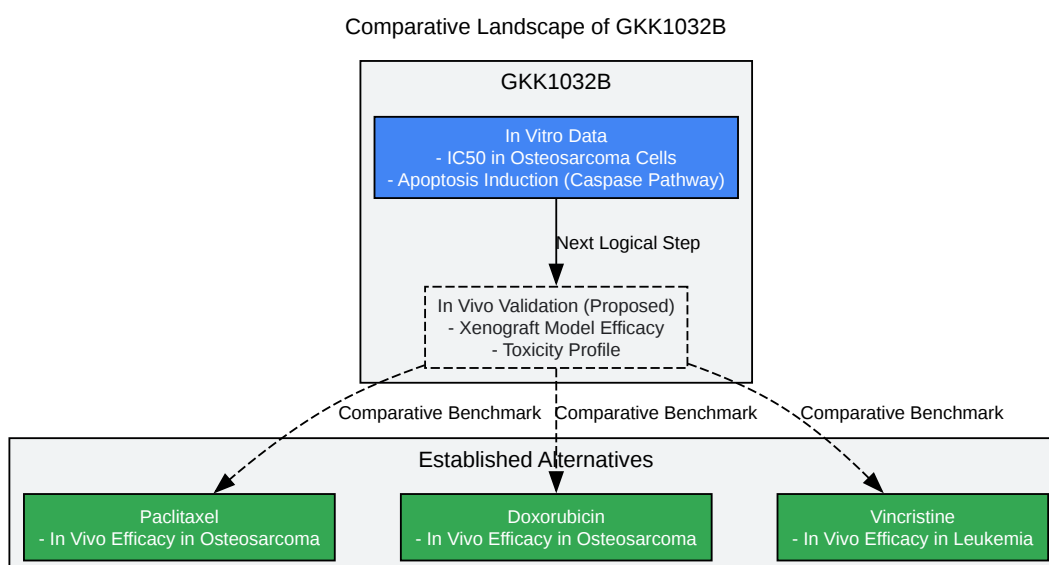 Comparative Landscape of GKK1032B
GKK1032B
In Vitro Data
- IC50 in Osteosarcoma Cells
- Apoptosis Induction (Caspase Pathway)
Next Logical Step
In Vivo Validation (Proposed)
- Xenograft Model Efficacy
- Toxicity Profile
Comparative Benchmark
Comparative Benchmark
Comparative Benchmark
Established Alternatives
Paclitaxel
- In Vivo Efficacy in Osteosarcoma
Doxorubicin
- In Vivo Efficacy in Osteosarcoma
Vincristine
- In Vivo Efficacy in Leukemia